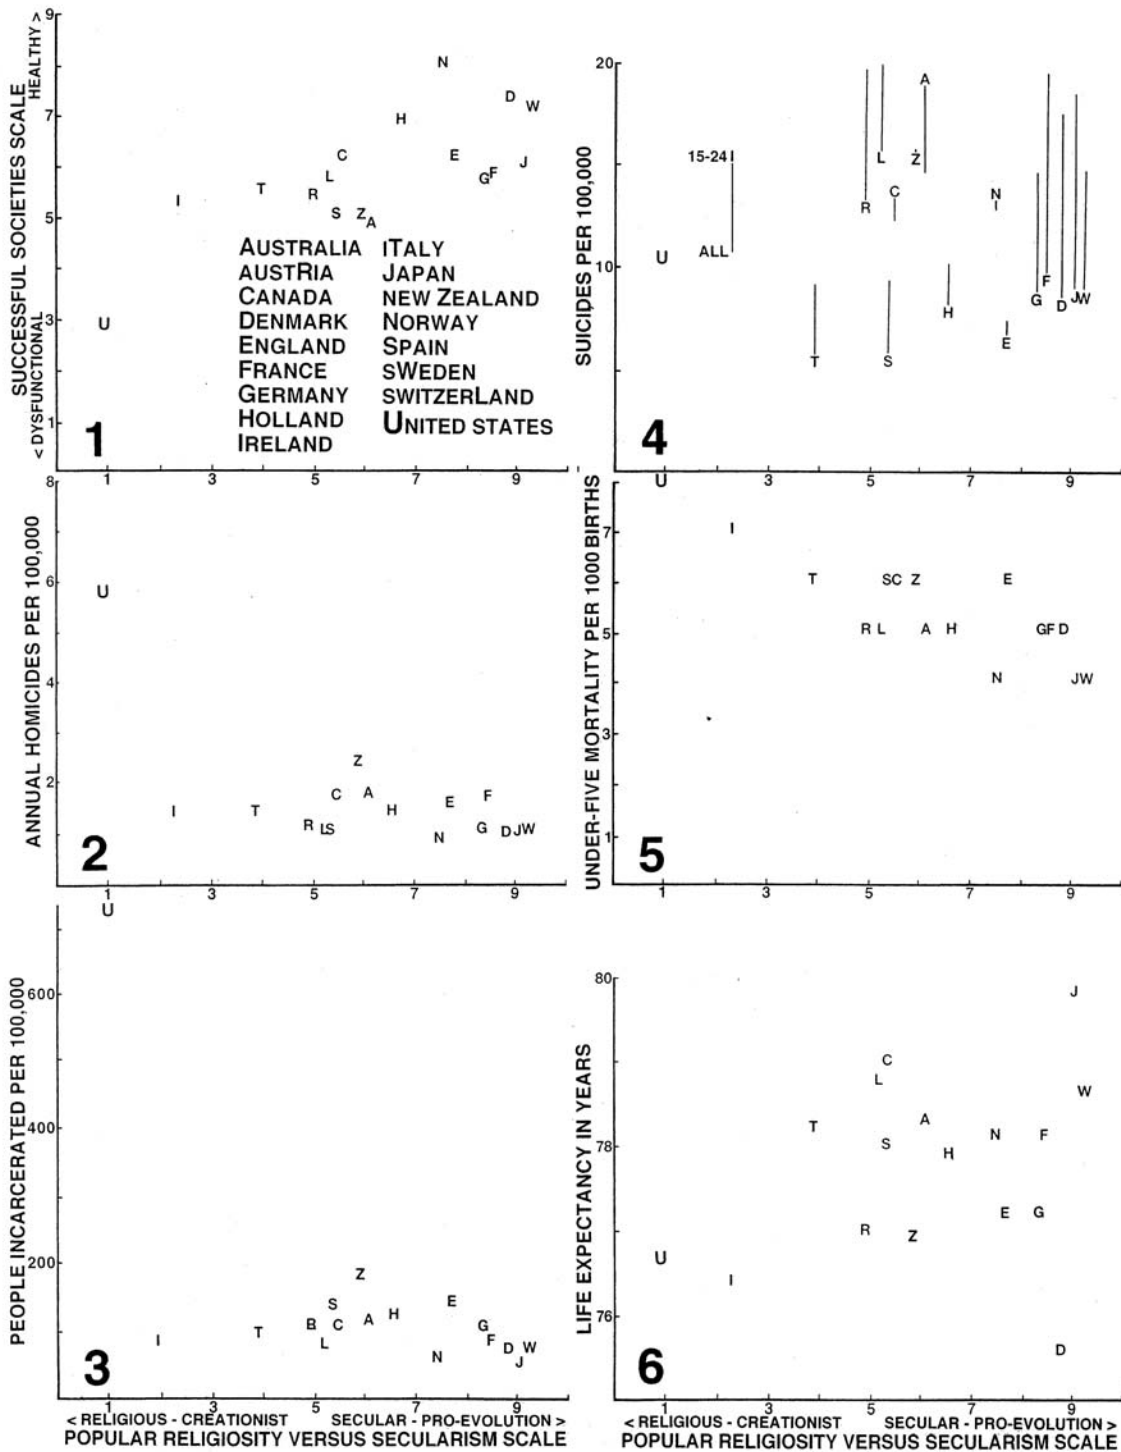 SUCCESSFUL SOCIETIES SCALE
< DYSFUNCTIONAL
HEALTHY >
9
7
5
3
1
N
D
W
H
C
E
J
L
G
F
T
R
I
S
Z
A
U
AUSTRALIA
AUSTRIA
CANADA
DENMARK
ENGLAND
FRANCE
GERMANY
HOLLAND
IRELAND
ITALY
JAPAN
NEW ZEALAND
NORWAY
SPAIN
SWEDEN
SWITZERLAND
UNITED STATES
1
1
3
5
7
9
ANNUAL HOMICIDES PER 100,000
8
6
4
2
U
Z
C
A
F
E
I
T
H
R
LS
N
G
D
J
W
2
1
3
5
7
9
PEOPLE INCARCERATED PER 100,000
600
400
200
U
Z
S
E
H
B
C
A
G
T
I
L
F
D
W
N
J
3
1
3
5
7
9
< RELIGIOUS - CREATIONIST
SECULAR - PRO-EVOLUTION >
POPULAR RELIGIOSITY VERSUS SECULARISM SCALE
SUICIDES PER 100,000
20
10
A
15-24 I
L
Z
C
N
I
R
U
ALL
F
G
D
J
W
H
E
T
S
4
1
3
5
7
9
UNDER-FIVE MORTALITY PER 1000 BIRTHS
7
5
3
1
U
I
T
SC
Z
E
R
L
A
H
GF
D
N
JW
5
1
3
5
7
9
LIFE EXPECTANCY IN YEARS
80
78
76
J
C
L
W
A
T
N
F
S
H
E
G
R
Z
U
I
D
6
1
3
5
7
9
< RELIGIOUS - CREATIONIST
SECULAR - PRO-EVOLUTION >
POPULAR RELIGIOSITY VERSUS SECULARISM SCALE